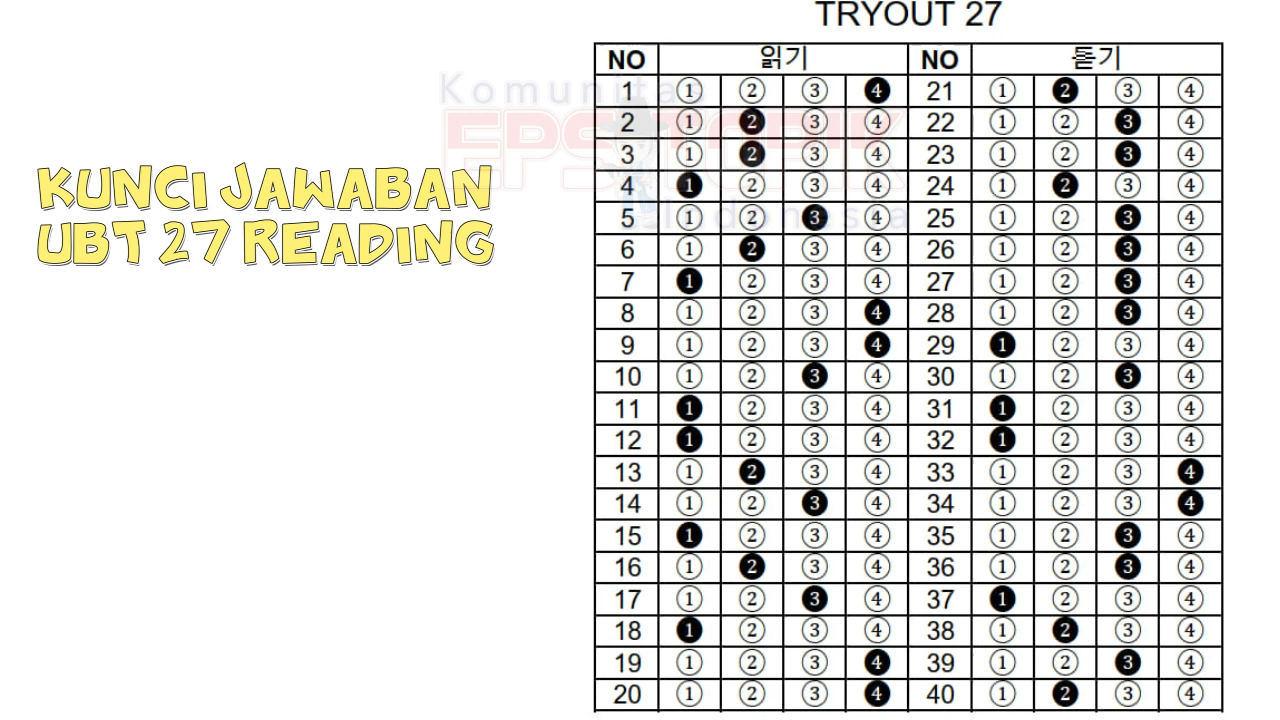 TRYOUT 27
KUNCI JAWABAN
UBT 27 READING
Komunitas
EPS TOPIK
Indonesia
NO 읽기 NO 듣기
1 ① ② ③ ❹ 21 ① ❷ ③ ④
2 ① ❷ ③ ④ 22 ① ② ❸ ④
3 ① ❷ ③ ④ 23 ① ② ❸ ④
4 ❶ ② ③ ④ 24 ① ❷ ③ ④
5 ① ② ❸ ④ 25 ① ② ❸ ④
6 ① ❷ ③ ④ 26 ① ② ❸ ④
7 ❶ ② ③ ④ 27 ① ② ❸ ④
8 ① ② ③ ❹ 28 ① ② ❸ ④
9 ① ② ③ ❹ 29 ❶ ② ③ ④
10 ① ② ❸ ④ 30 ① ② ❸ ④
11 ❶ ② ③ ④ 31 ❶ ② ③ ④
12 ❶ ② ③ ④ 32 ❶ ② ③ ④
13 ① ❷ ③ ④ 33 ① ② ③ ❹
14 ① ② ❸ ④ 34 ① ② ③ ❹
15 ❶ ② ③ ④ 35 ① ② ❸ ④
16 ① ❷ ③ ④ 36 ① ② ❸ ④
17 ① ② ❸ ④ 37 ❶ ② ③ ④
18 ❶ ② ③ ④ 38 ① ❷ ③ ④
19 ① ② ③ ❹ 39 ① ② ❸ ④
20 ① ② ③ ❹ 40 ① ❷ ③ ④